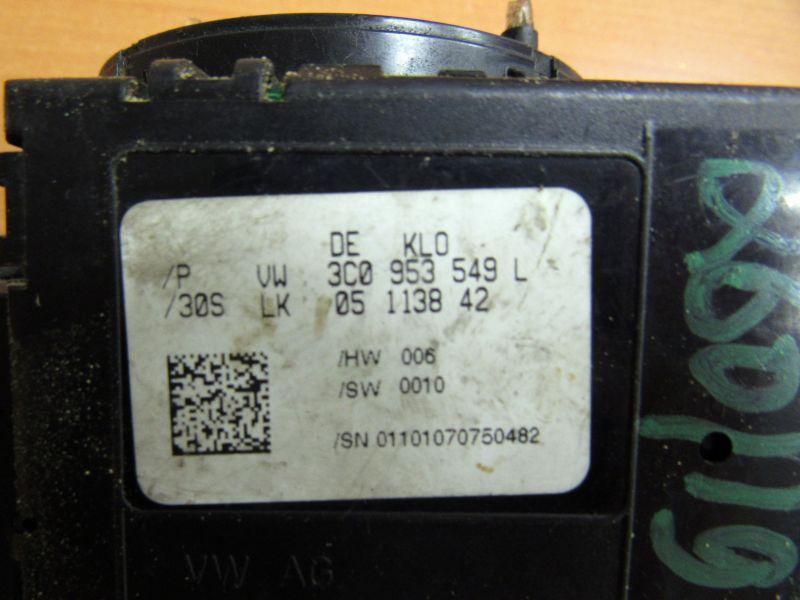 DE KLO
/P VW 3C0 953 549 L
/30S LK 05 1138 42
/HW 006
/SW 0010
/SN 01101070750482
VW AG